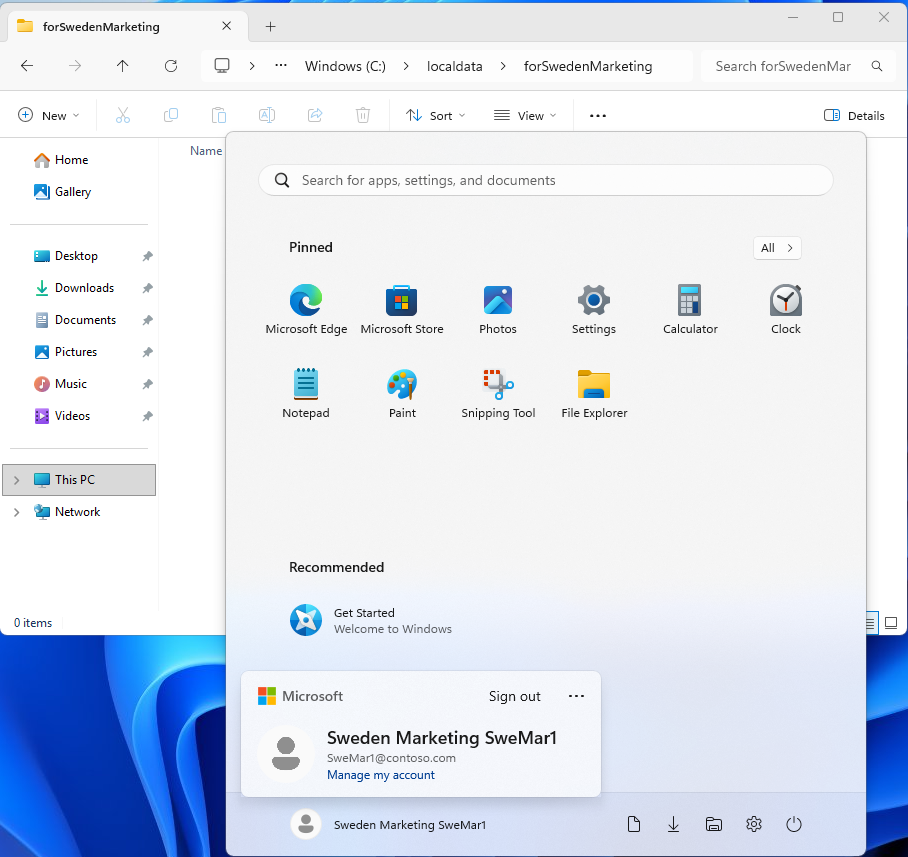 forSwedenMarketing
Windows (C:) localdata forSwedenMarketing Search forSwedenMar
New Sort View Details
Home
Gallery
Desktop
Downloads
Documents
Pictures
Music
Videos
This PC
Network
0 items
Name
Search for apps, settings, and documents
Pinned All
Microsoft Edge Microsoft Store Photos Settings Calculator Clock
Notepad Paint Snipping Tool File Explorer
Recommended
Get Started
Welcome to Windows
Microsoft Sign out
Sweden Marketing SweMar1
SweMar1@contoso.com
Manage my account
Sweden Marketing SweMar1